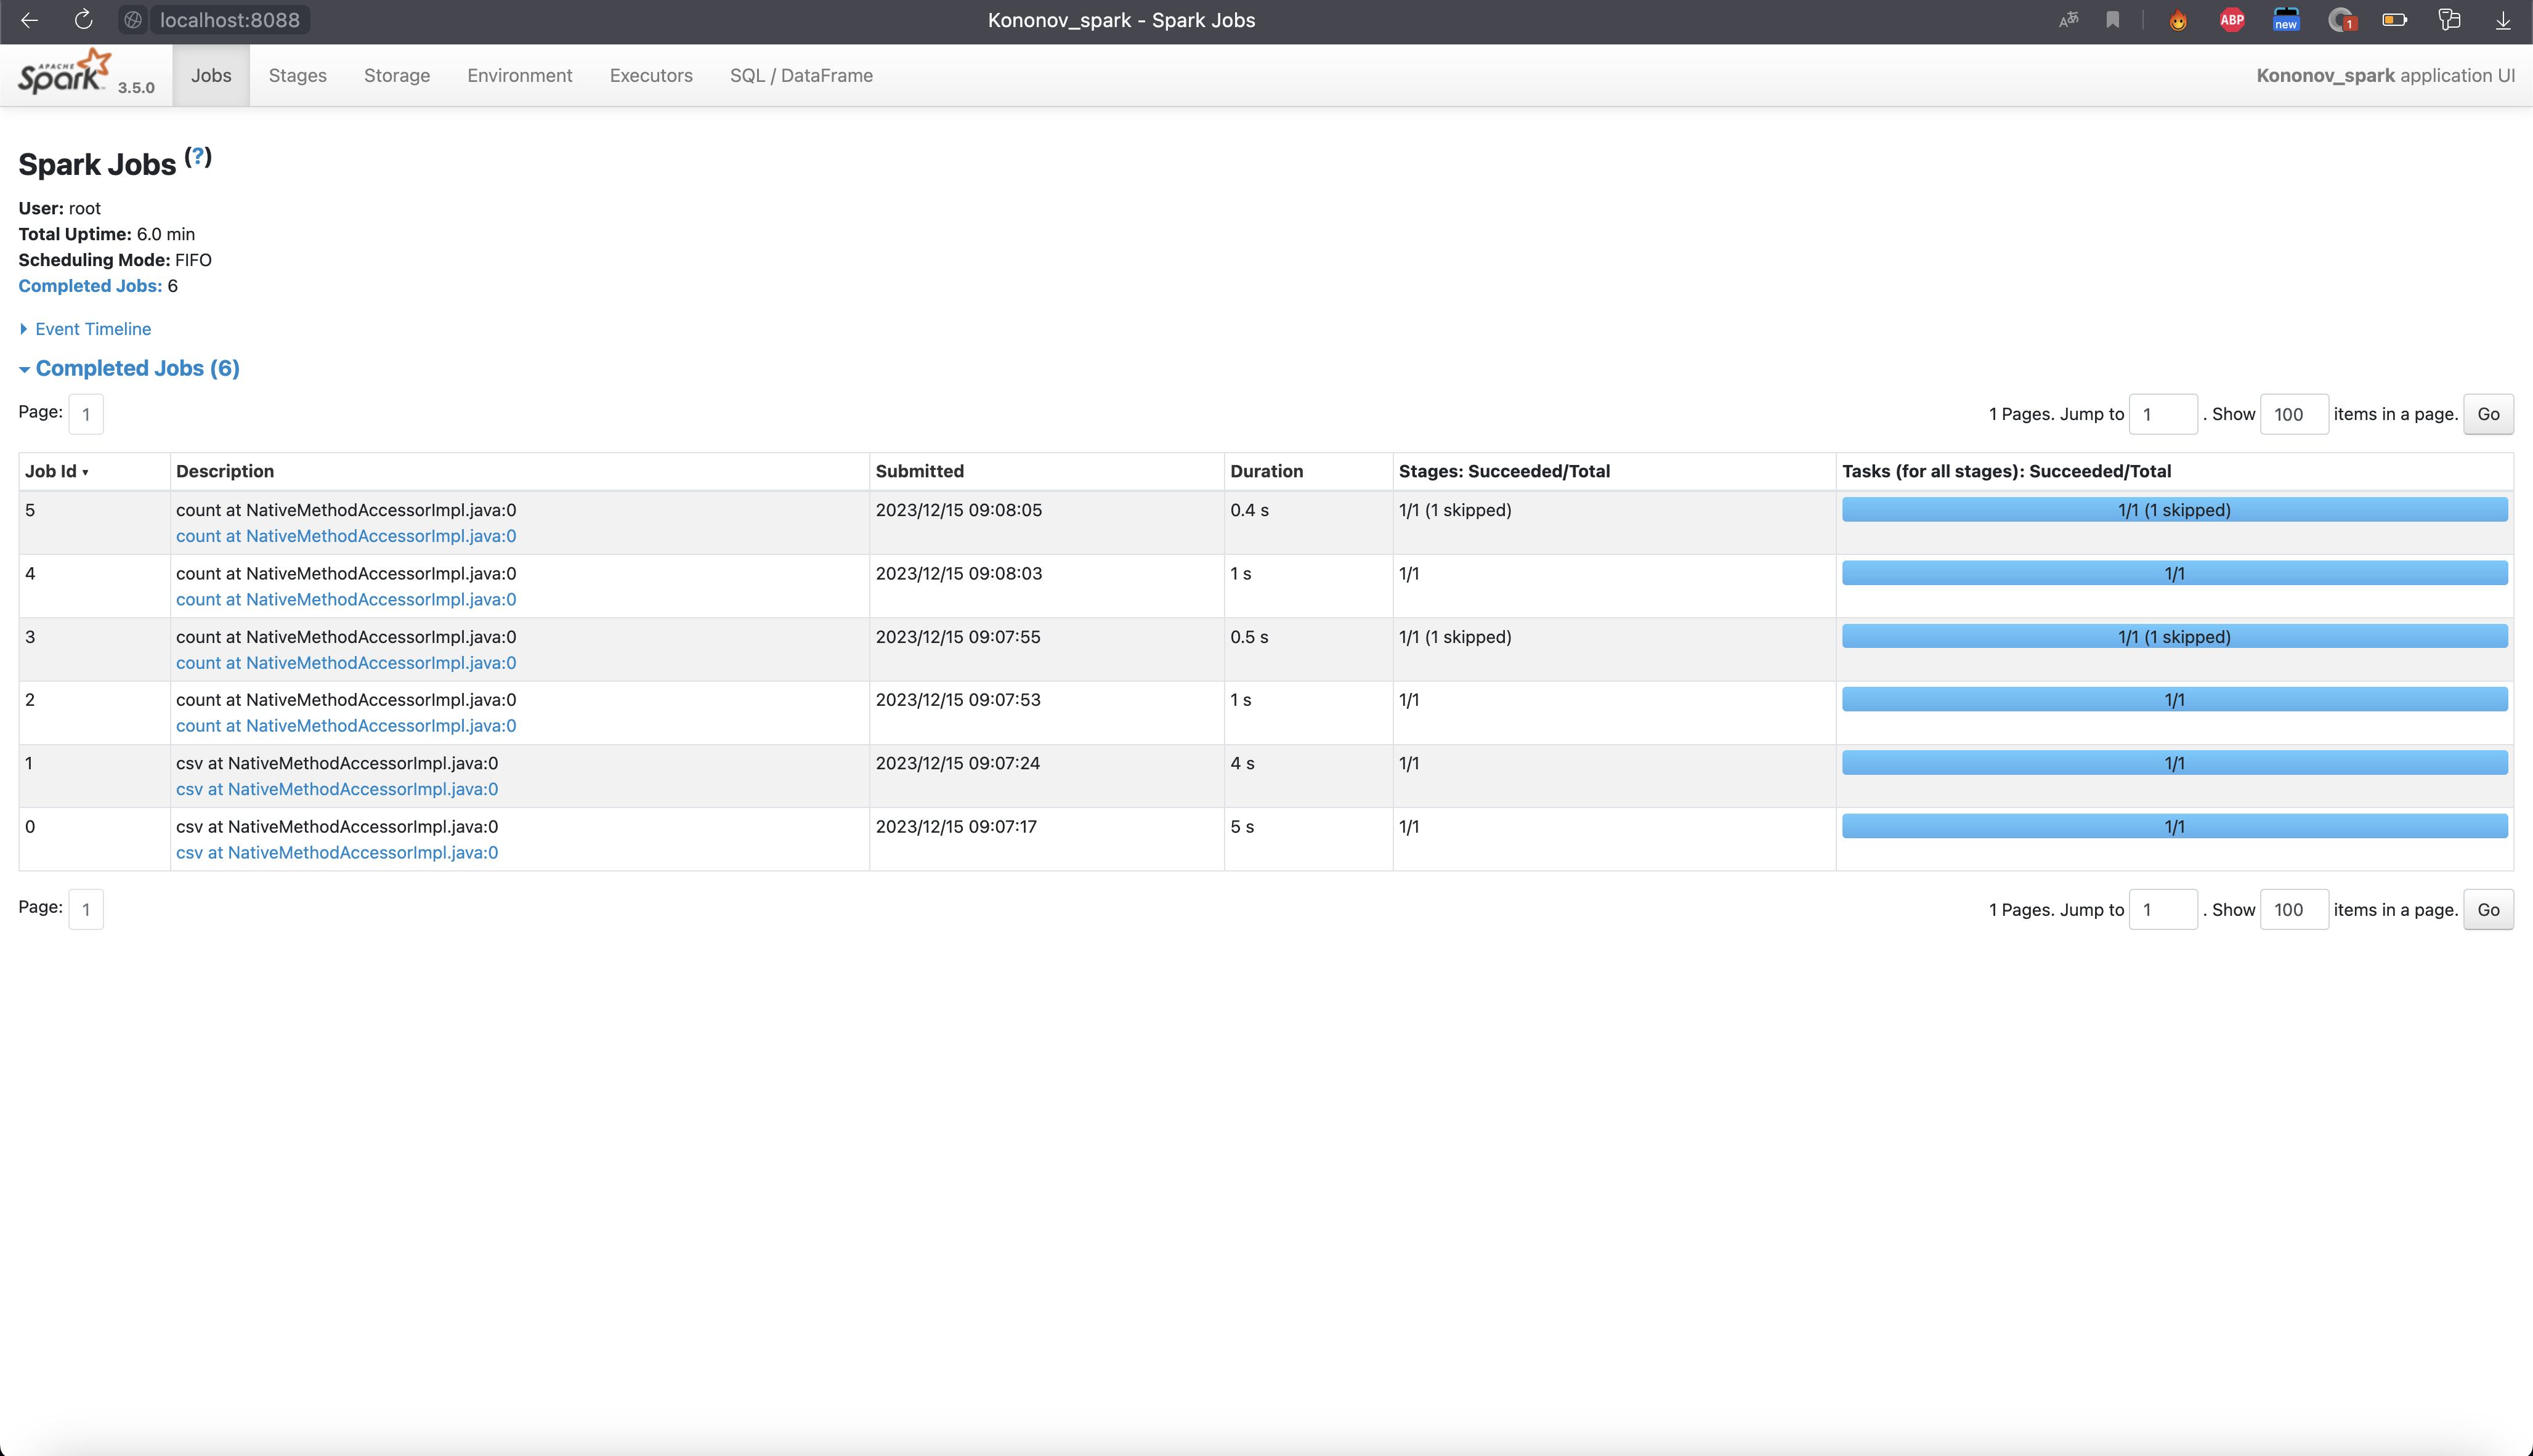 localhost:8088 Kononov_spark - Spark Jobs ABP new 1
APACHE Spark 3.5.0 Jobs Stages Storage Environment Executors SQL / DataFrame Kononov_spark application UI
Spark Jobs (?)
User: root
Total Uptime: 6.0 min
Scheduling Mode: FIFO
Completed Jobs: 6
Event Timeline
Completed Jobs (6)
Page: 1 1 Pages. Jump to 1 . Show 100 items in a page. Go
Job Id ▾ Description Submitted Duration Stages: Succeeded/Total Tasks (for all stages): Succeeded/Total
5 count at NativeMethodAccessorImpl.java:0 2023/12/15 09:08:05 0.4 s 1/1 (1 skipped) 1/1 (1 skipped)
count at NativeMethodAccessorImpl.java:0
4 count at NativeMethodAccessorImpl.java:0 2023/12/15 09:08:03 1 s 1/1 1/1
count at NativeMethodAccessorImpl.java:0
3 count at NativeMethodAccessorImpl.java:0 2023/12/15 09:07:55 0.5 s 1/1 (1 skipped) 1/1 (1 skipped)
count at NativeMethodAccessorImpl.java:0
2 count at NativeMethodAccessorImpl.java:0 2023/12/15 09:07:53 1 s 1/1 1/1
count at NativeMethodAccessorImpl.java:0
1 csv at NativeMethodAccessorImpl.java:0 2023/12/15 09:07:24 4 s 1/1 1/1
csv at NativeMethodAccessorImpl.java:0
0 csv at NativeMethodAccessorImpl.java:0 2023/12/15 09:07:17 5 s 1/1 1/1
csv at NativeMethodAccessorImpl.java:0
Page: 1 1 Pages. Jump to 1 . Show 100 items in a page. Go